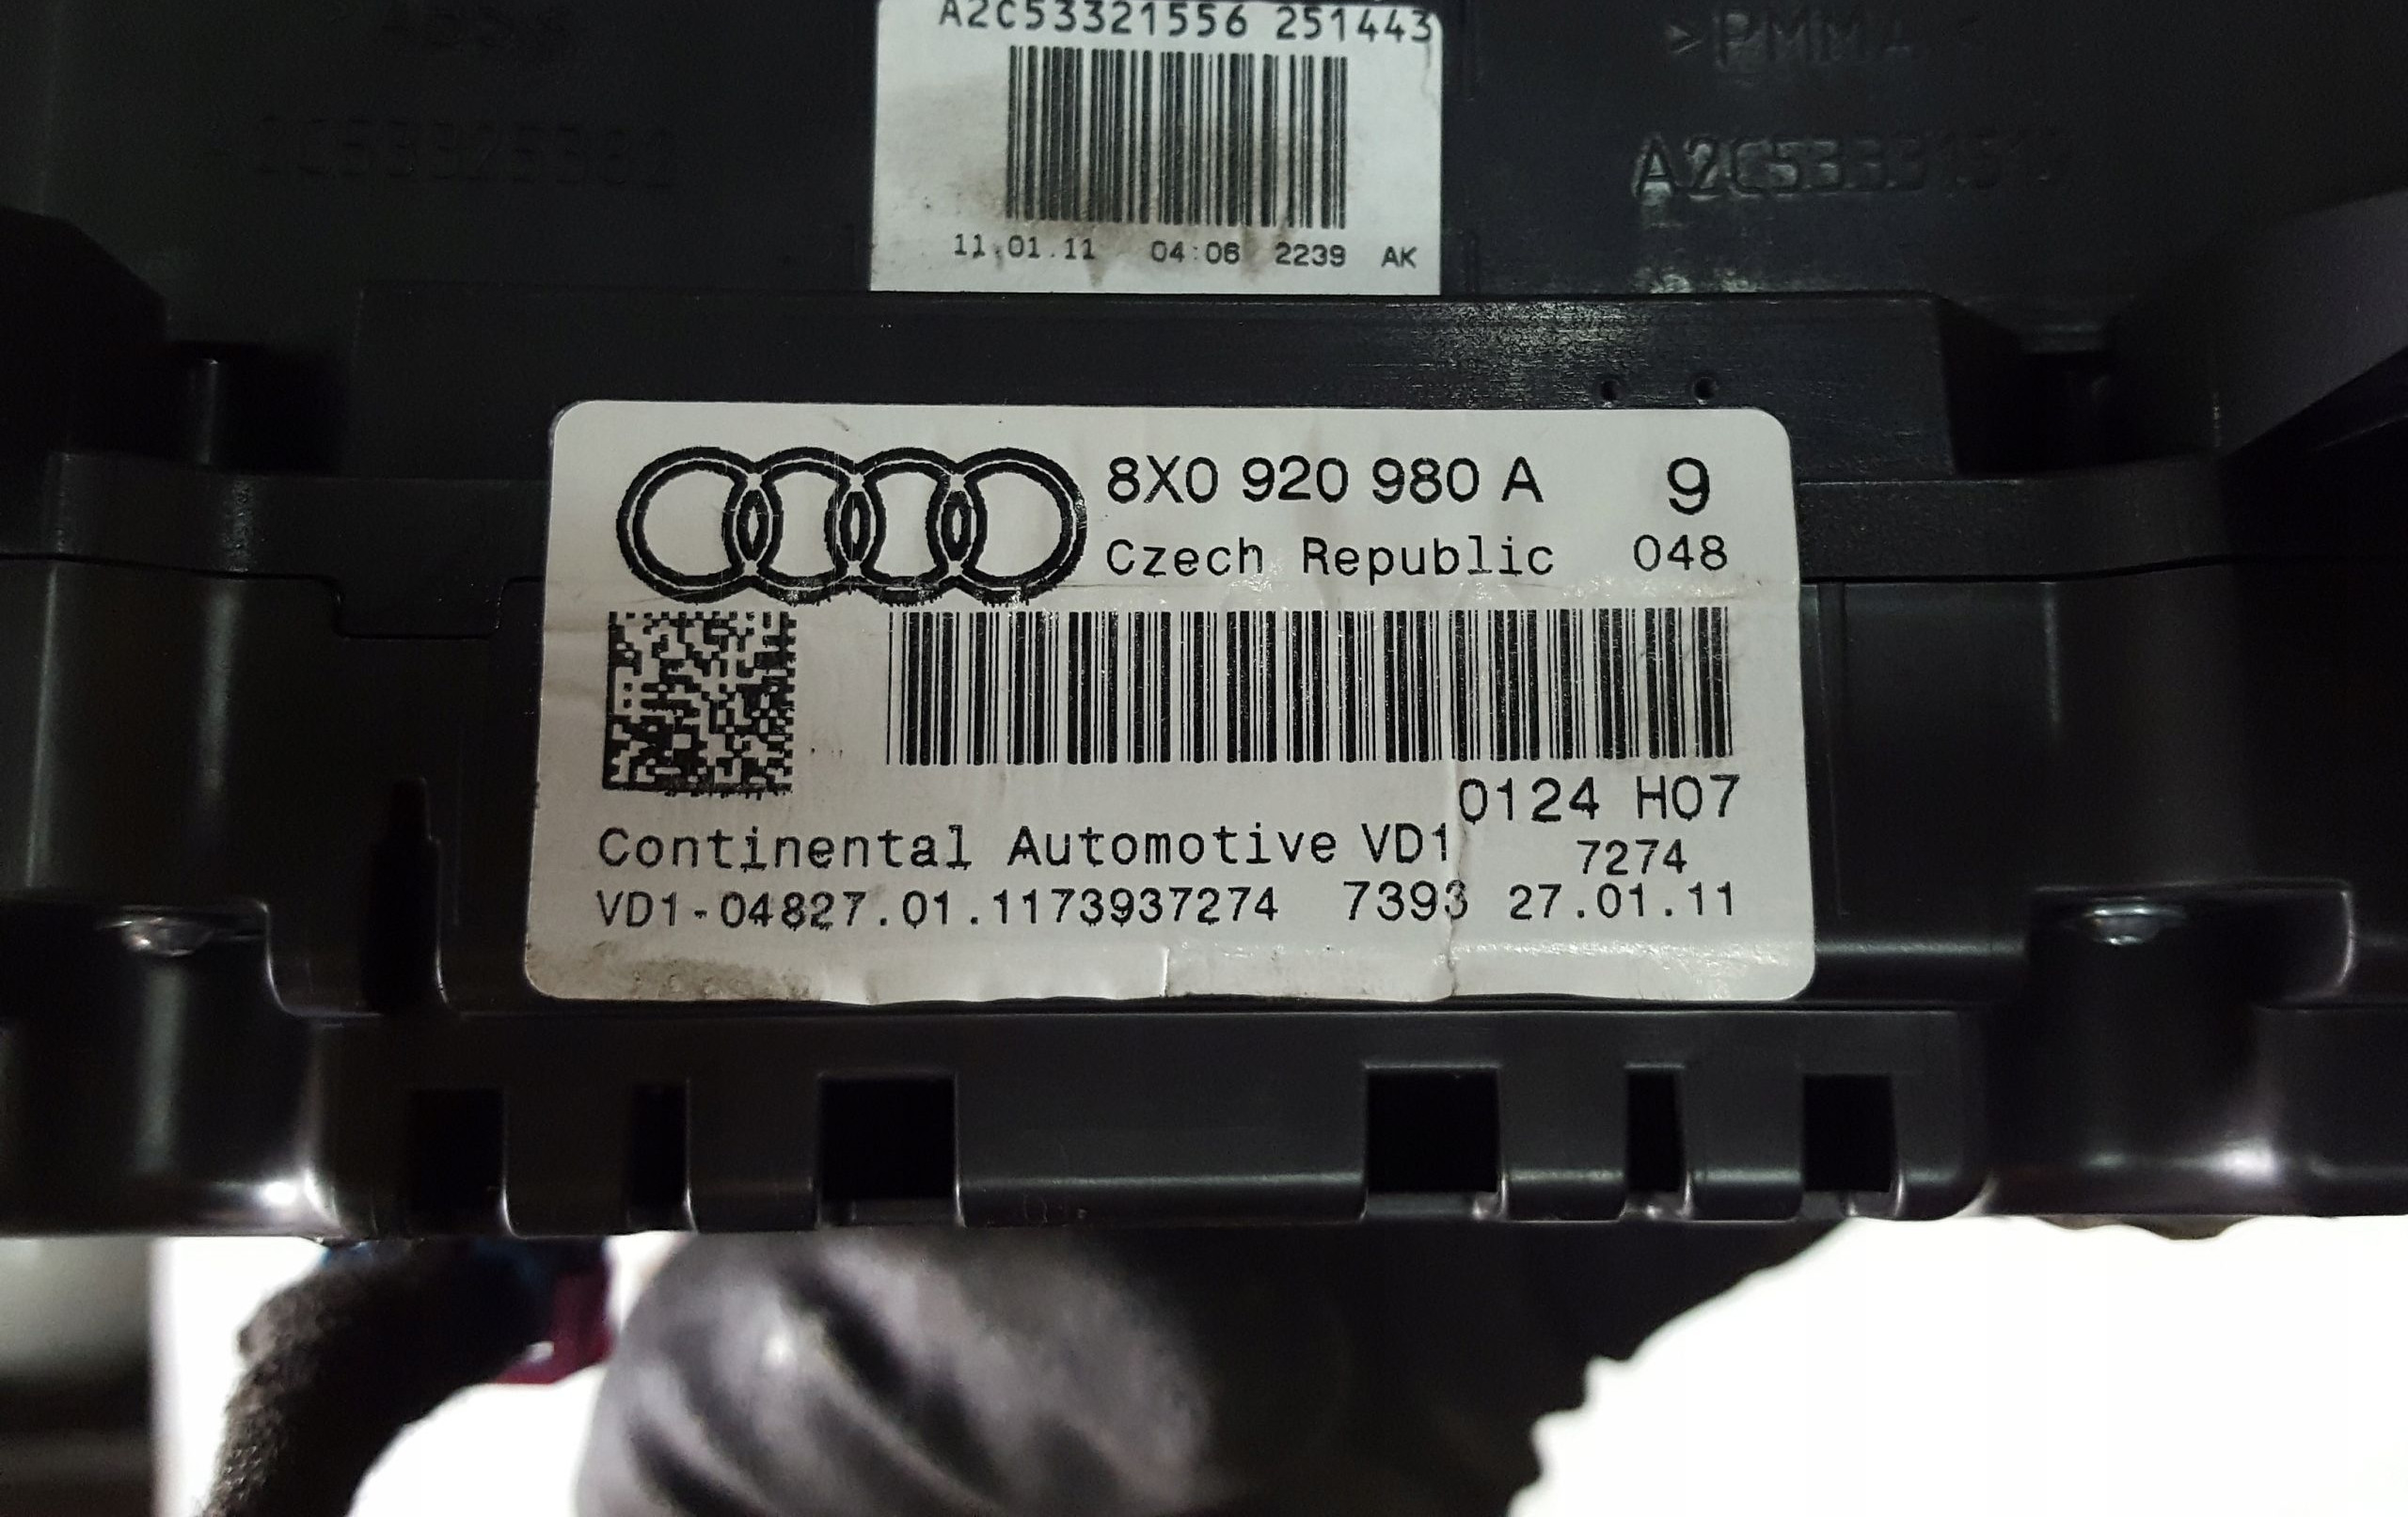 A2C53321556 251443
>PMMA<
11.01.11 04:06 2239 AK
8X0 920 980 A 9
Czech Republic 048
0124 H07
Continental Automotive VD1 7274
VD1-04827.01.1173937274 7393 27.01.11